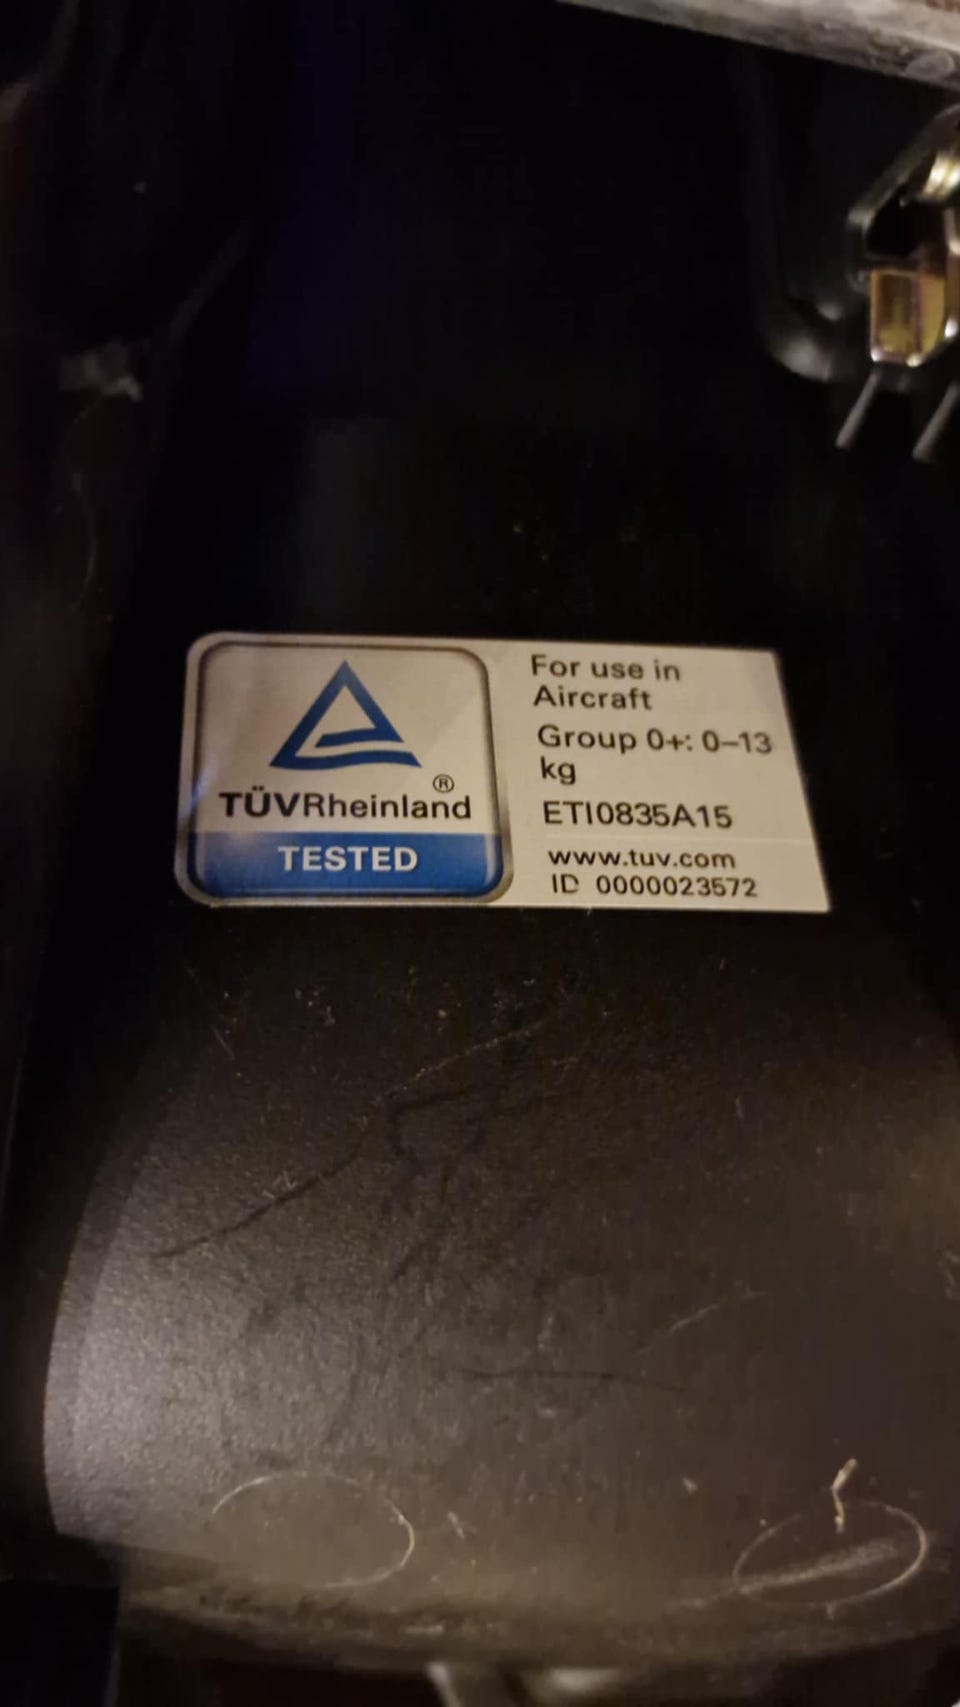 TÜVRheinland®
TESTED
For use in
Aircraft
Group 0+: 0–13
kg
ETI0835A15
www.tuv.com
ID 0000023572